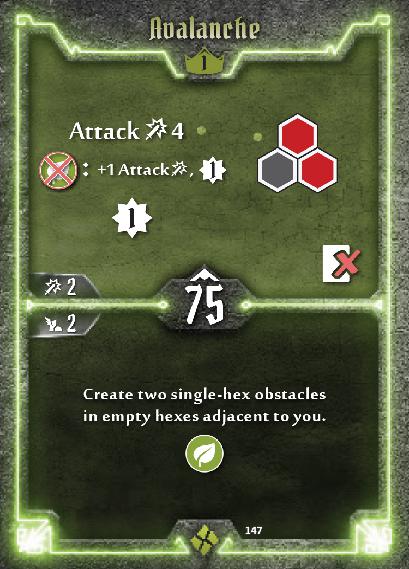 Avalanche
1
Attack 4
: +1 Attack, 1
1
2
75
2
Create two single-hex obstacles
in empty hexes adjacent to you.
147